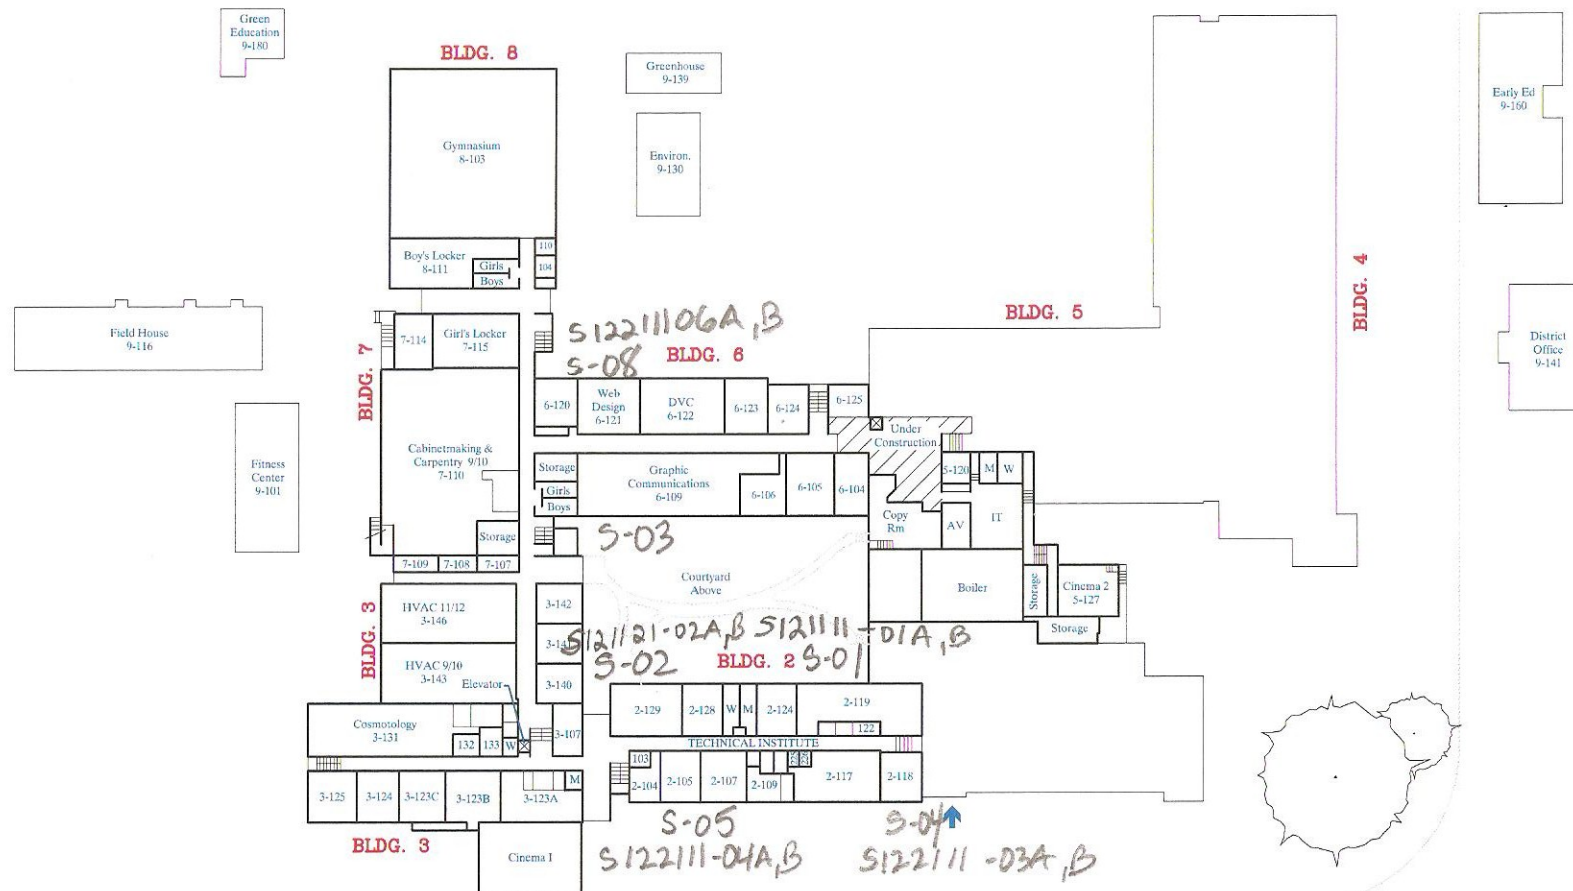 Green
Education
9-180
BLDG. 8
Greenhouse
9-139
Early Ed
9-160
Gymnasium
8-103
Environ.
9-130
Boy's Locker
8-111
Girls
Boys
110
104
BLDG. 4
Field House
9-116
7-114
Girl's Locker
7-115
S12211106A,B
S-08
BLDG. 6
BLDG. 5
District
Office
9-141
BLDG. 7
6-120
Web
Design
6-121
DVC
6-122
6-123
6-124
6-125
Under
Construction
Fitness
Center
9-101
Cabinetmaking &
Carpentry 9/10
7-110
Storage
Girls
Boys
Graphic
Communications
6-109
6-106
6-105
6-104
5-120
M
W
Copy
Rm
AV
IT
Storage
S-03
7-109
7-108
7-107
Courtyard
Above
Boiler
Storage
Cinema 2
5-127
Storage
BLDG. 3
HVAC 11/12
3-146
3-142
3-141
S121121-02A,B
S121111-01A,B
S-02
BLDG. 2
S-01
HVAC 9/10
3-143
Elevator
3-140
Cosmotology
3-131
132
133
W
3-107
2-129
2-128
W
M
2-124
2-119
122
TECHNICAL INSTITUTE
3-125
3-124
3-123C
3-123B
3-123A
M
103
2-104
2-105
2-107
2-109
2-117
2-118
BLDG. 3
Cinema I
S-05
S122111-04A,B
S-04
S122111-03A,B